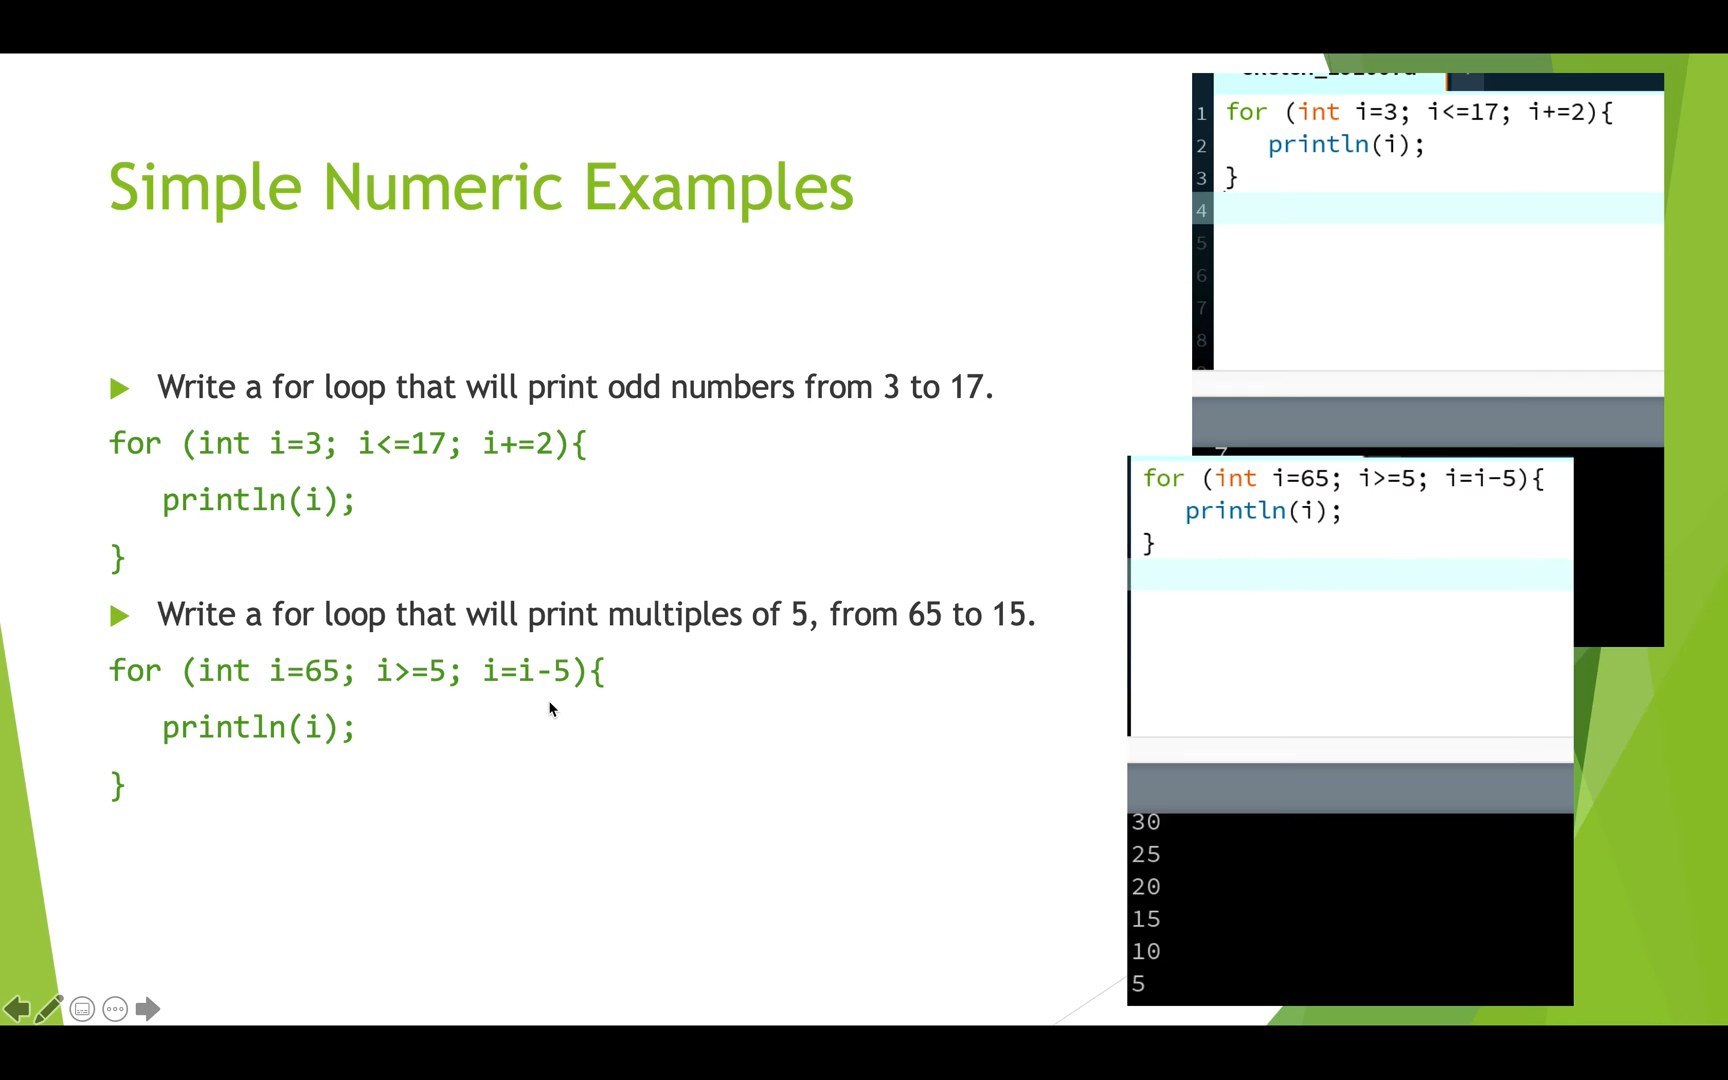 Simple Numeric Examples
Write a for loop that will print odd numbers from 3 to 17.
for (int i=3; i<=17; i+=2){
println(i);
}
Write a for loop that will print multiples of 5, from 65 to 15.
for (int i=65; i>=5; i=i-5){
println(i);
}
1 for (int i=3; i<=17; i+=2){
2 println(i);
3 }
4
5
6
7
8
for (int i=65; i>=5; i=i-5){
println(i);
}
30
25
20
15
10
5